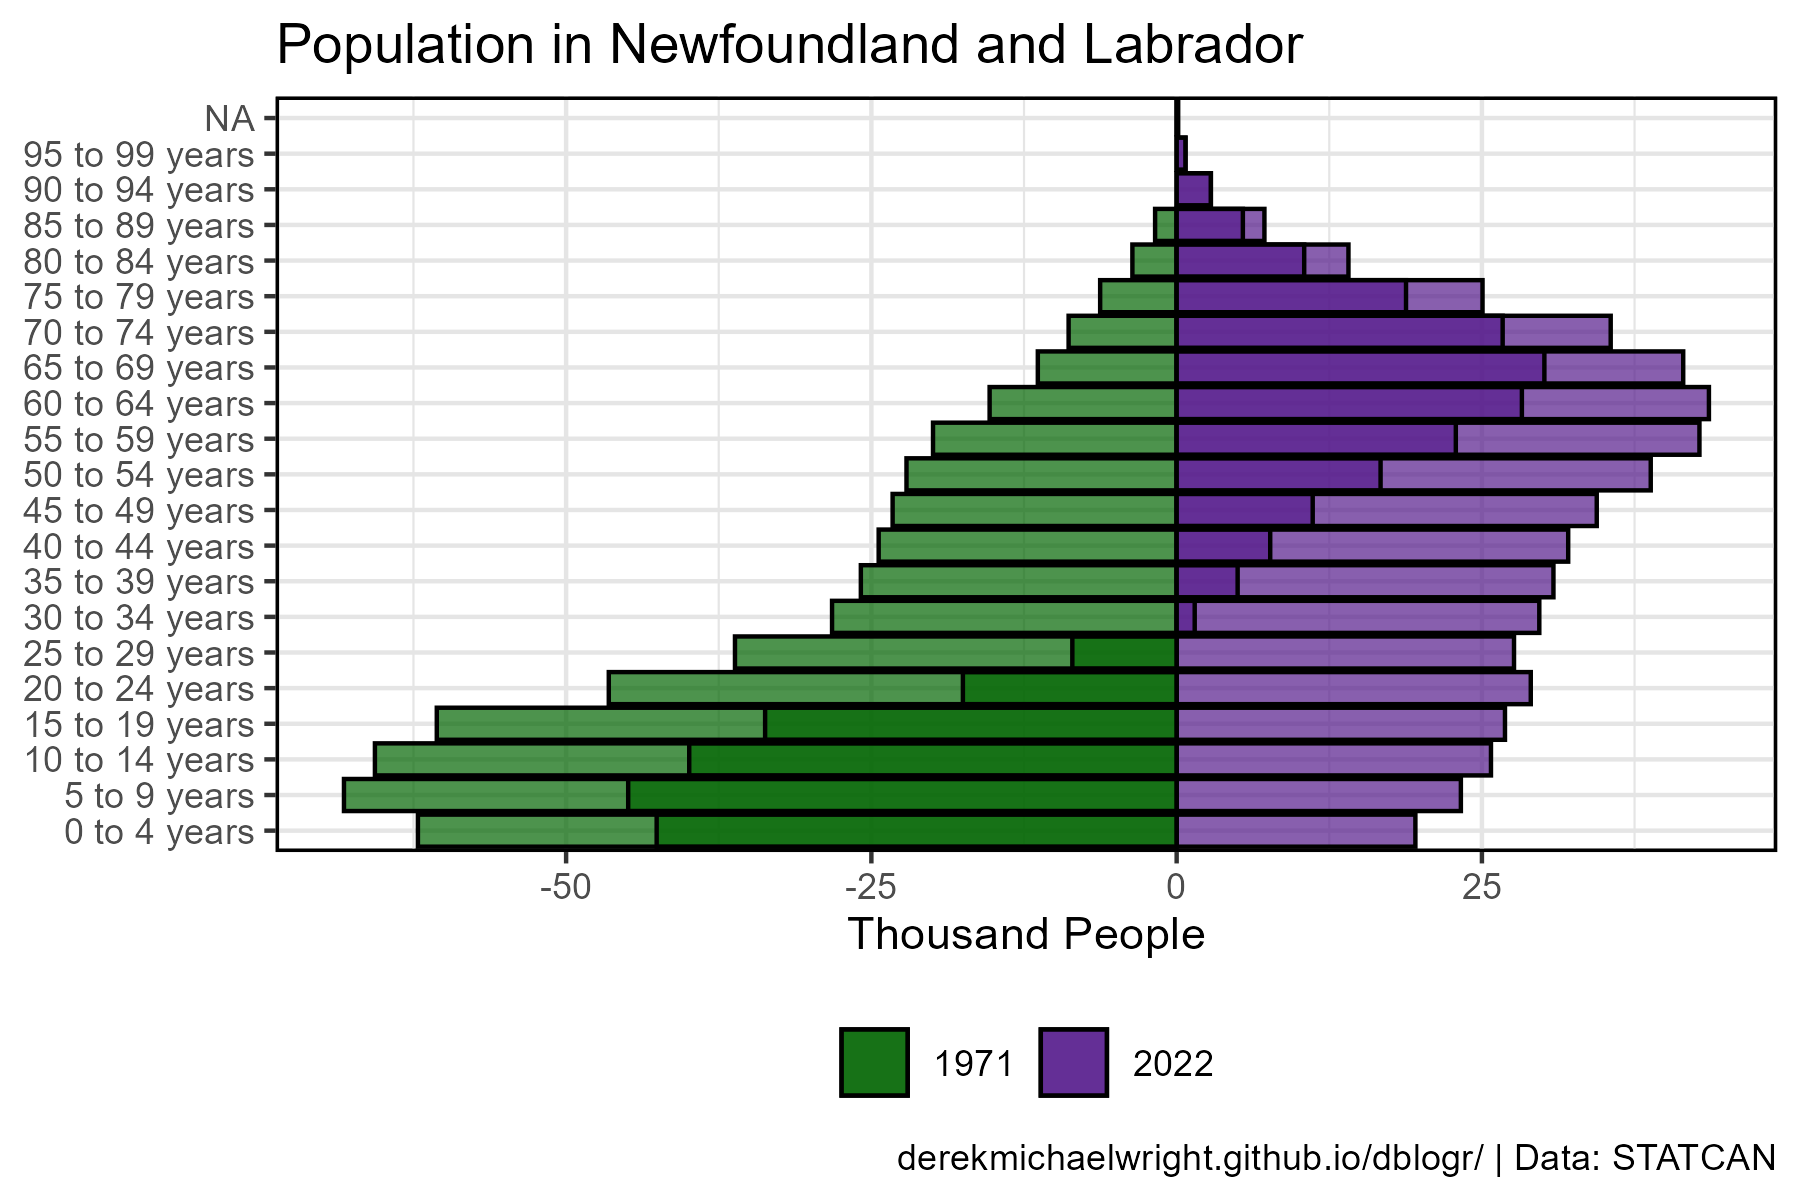 Population in Newfoundland and Labrador
NA
95 to 99 years
90 to 94 years
85 to 89 years
80 to 84 years
75 to 79 years
70 to 74 years
65 to 69 years
60 to 64 years
55 to 59 years
50 to 54 years
45 to 49 years
40 to 44 years
35 to 39 years
30 to 34 years
25 to 29 years
20 to 24 years
15 to 19 years
10 to 14 years
5 to 9 years
0 to 4 years
-50 -25 0 25
Thousand People
1971 2022
derekmichaelwright.github.io/dblogr/ | Data: STATCAN